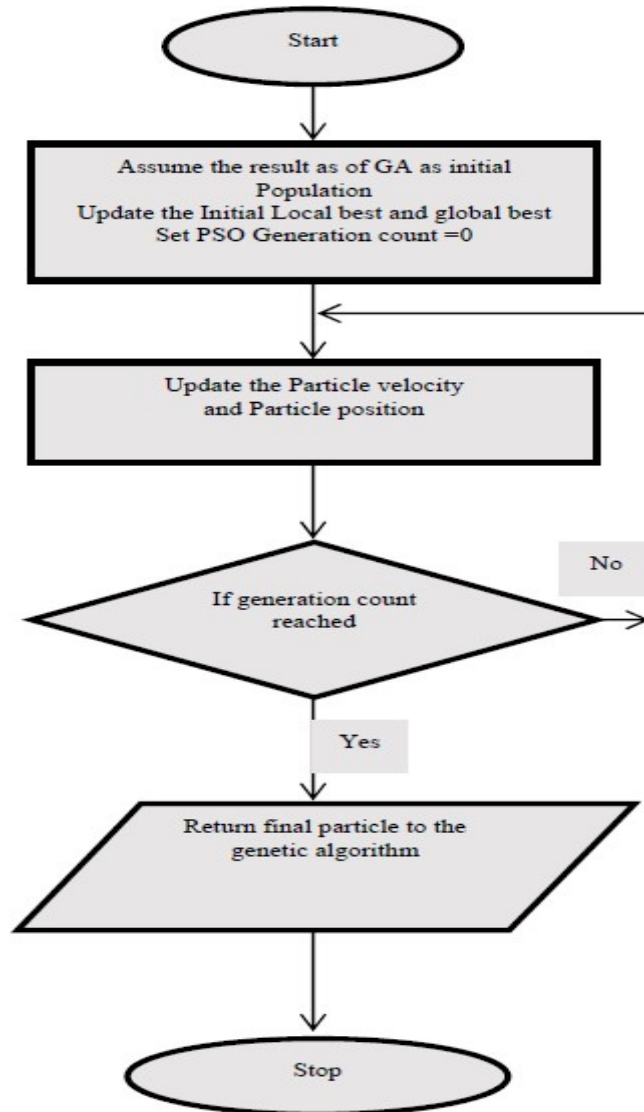 Start
Assume the result as of GA as initial
Population
Update the Initial Local best and global best
Set PSO Generation count =0
Update the Particle velocity
and Particle position
No
If generation count
reached
Yes
Return final particle to the
genetic algorithm
Stop